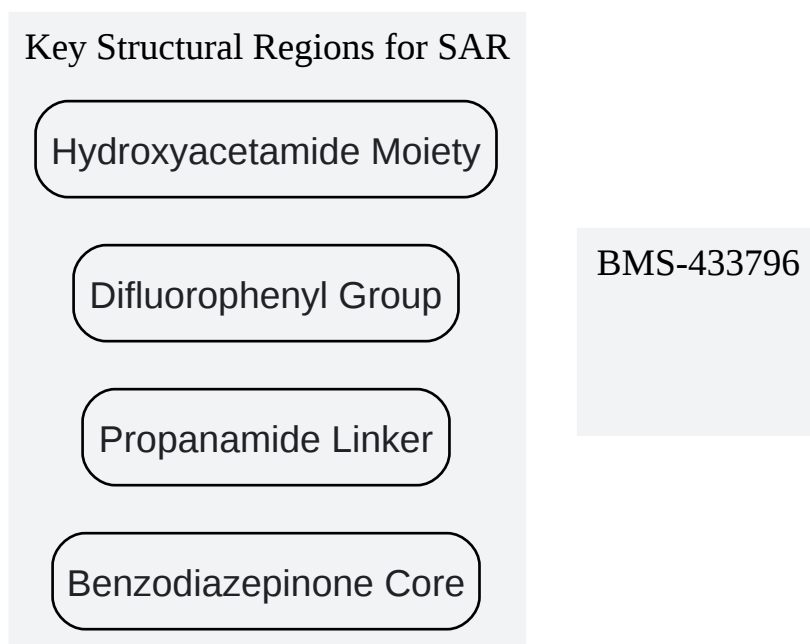 Key Structural Regions for SAR
Hydroxyacetamide Moiety
Difluorophenyl Group
Propanamide Linker
Benzodiazepinone Core
BMS-433796